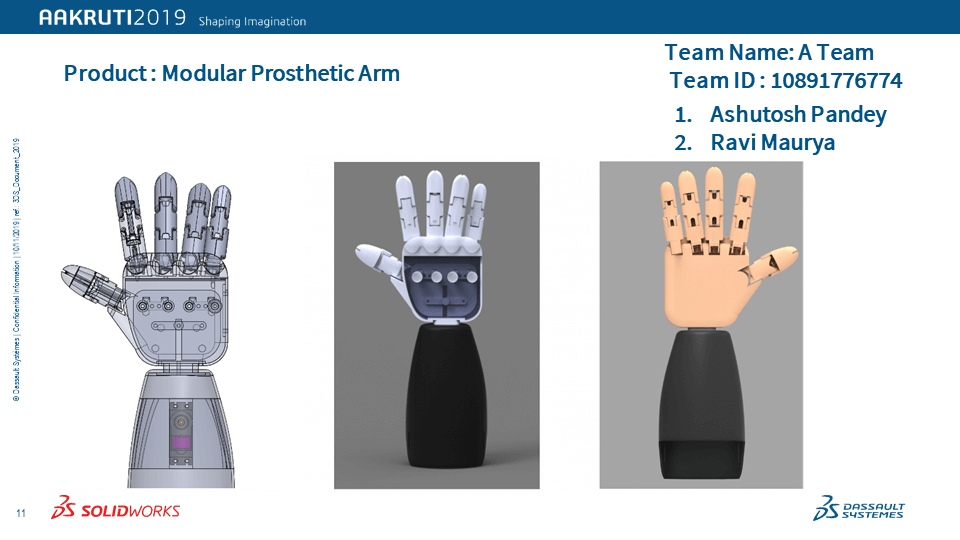 AAKRUTI2019 Shaping Imagination
Product : Modular Prosthetic Arm
Team Name: A Team
Team ID : 10891776774
1. Ashutosh Pandey
2. Ravi Maurya
© Dassault Systèmes | Confidential Information | 10/11/2019 | ref.: 3DS_Document_2019
11
SOLIDWORKS
DASSAULT SYSTEMES